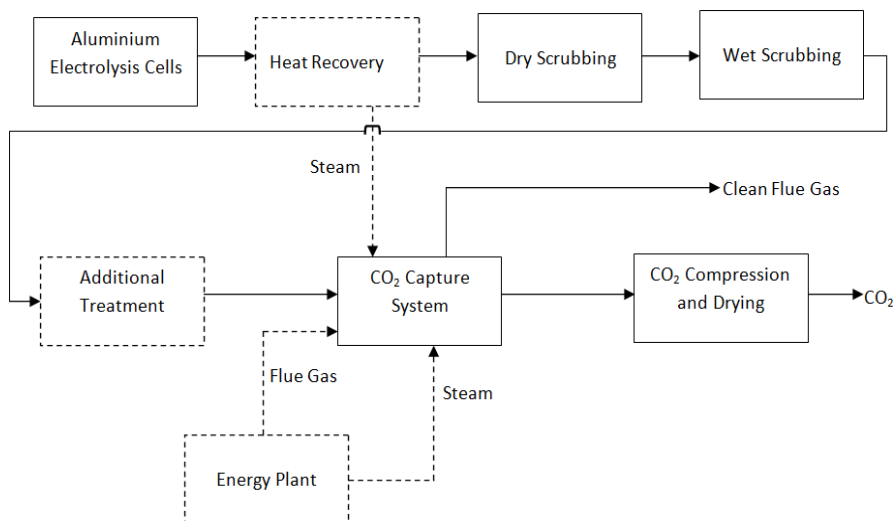 Aluminium
Electrolysis Cells
Heat Recovery
Dry Scrubbing
Wet Scrubbing
Steam
Clean Flue Gas
Additional
Treatment
CO₂ Capture
System
CO₂ Compression
and Drying
CO₂
Flue Gas
Steam
Energy Plant